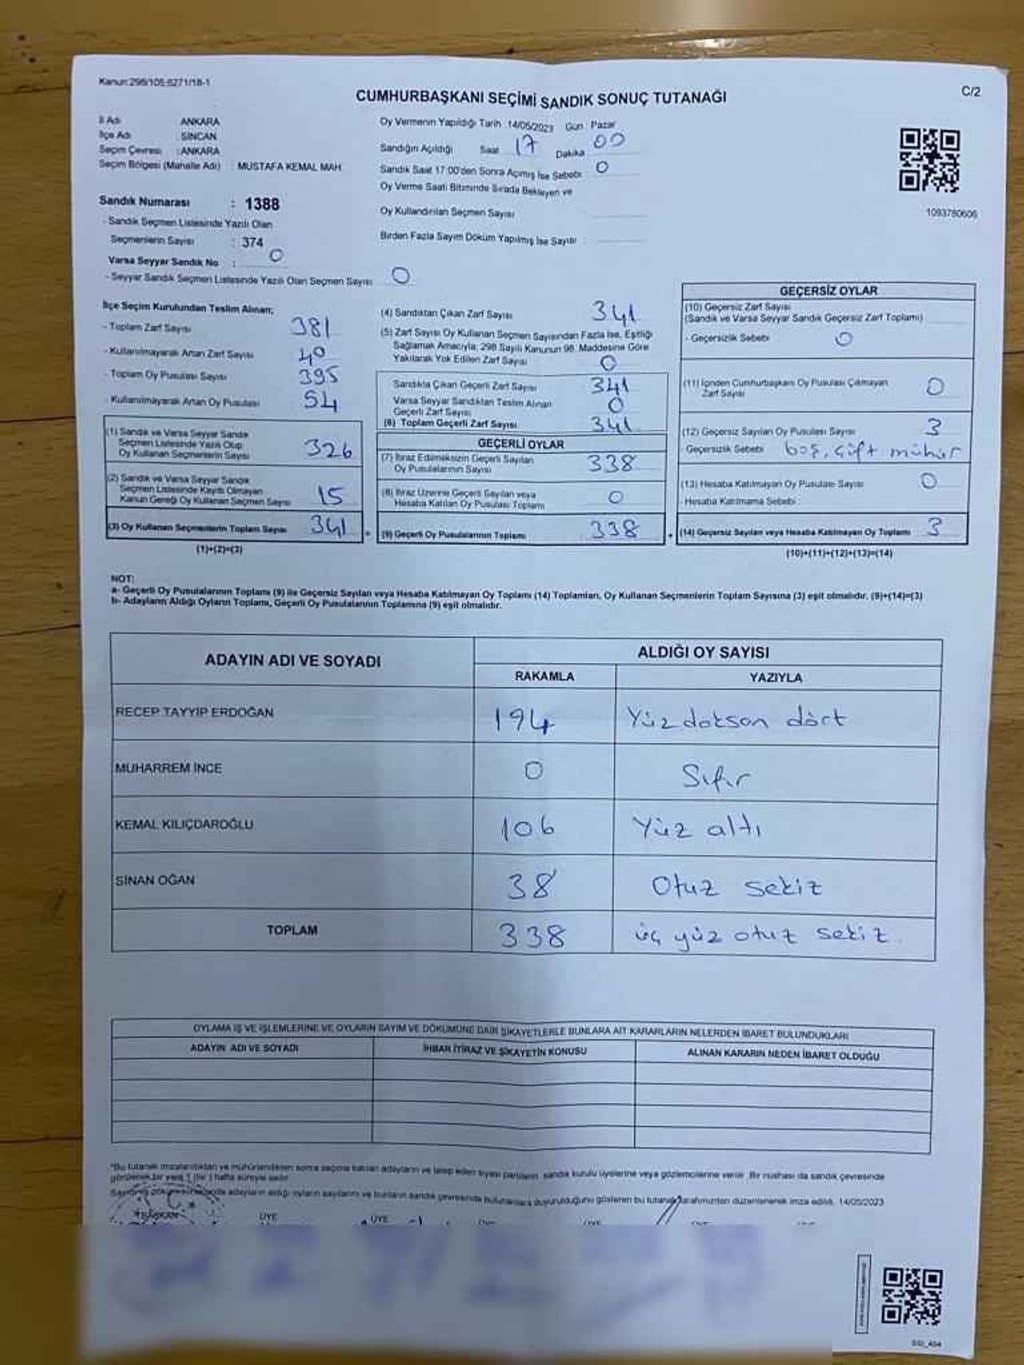 Kanun:298/105-6271/18-1
C/2
CUMHURBAŞKANI SEÇİMİ SANDIK SONUÇ TUTANAĞI
İl Adı : ANKARA
İlçe Adı : SİNCAN
Seçim Çevresi : ANKARA
Seçim Bölgesi (Mahalle Adı) : MUSTAFA KEMAL MAH.
Oy Vermenin Yapıldığı Tarih : 14/05/2023 Gün : Pazar
Sandığın Açıldığı Saat 17 Dakika 00
Sandık Saat 17:00'den Sonra Açılmış İse Sebebi : 0
Oy Verme Saati Bitiminde Sırada Bekleyen ve
Oy Kullandırılan Seçmen Sayısı
Birden Fazla Sayım Döküm Yapılmış İse Sayısı :
1093780606
Sandık Numarası : 1388
- Sandık Seçmen Listesinde Yazılı Olan
Seçmenlerin Sayısı : 374
Varsa Seyyar Sandık No : 0
- Seyyar Sandık Seçmen Listesinde Yazılı Olan Seçmen Sayısı : 0
İlçe Seçim Kurulundan Teslim Alınan;
- Toplam Zarf Sayısı 381
- Kullanılmayarak Artan Zarf Sayısı 40
- Toplam Oy Pusulası Sayısı 395
- Kullanılmayarak Artan Oy Pusulası 54
(1) Sandık ve Varsa Seyyar Sandık
Seçmen Listesinde Yazılı Olup
Oy Kullanan Seçmenlerin Sayısı 326
(2) Sandık ve Varsa Seyyar Sandık
Seçmen Listesinde Kayıtlı Olmayan
Kanun Gereği Oy Kullanan Seçmen Sayısı 15
(3) Oy Kullanan Seçmenlerin Toplam Sayısı 341
(1)+(2)=(3)
(4) Sandıktan Çıkan Zarf Sayısı 341
(5) Zarf Sayısı Oy Kullanan Seçmen Sayısından Fazla İse, Eşitliği
Sağlamak Amacıyla, 298 Sayılı Kanunun 98. Maddesine Göre
Yakılarak Yok Edilen Zarf Sayısı 0
Sandıkta Çıkan Geçerli Zarf Sayısı 341
Varsa Seyyar Sandıktan Teslim Alınan
Geçerli Zarf Sayısı 0
(6) Toplam Geçerli Zarf Sayısı 341
GEÇERLİ OYLAR
(7) İtiraz Edilmeksizin Geçerli Sayılan
Oy Pusulalarının Sayısı 338
(8) İtiraz Üzerine Geçerli Sayılan veya
Hesaba Katılan Oy Pusulası Toplamı 0
(9) Geçerli Oy Pusulalarının Toplamı 338
GEÇERSİZ OYLAR
(10) Geçersiz Zarf Sayısı
(Sandık ve Varsa Seyyar Sandık Geçersiz Zarf Toplamı)
- Geçersizlik Sebebi 0
(11) İçinden Cumhurbaşkanı Oy Pusulası Çıkmayan
Zarf Sayısı 0
(12) Geçersiz Sayılan Oy Pusulası Sayısı 3
- Geçersizlik Sebebi boş, çift mühür
(13) Hesaba Katılmayan Oy Pusulası Sayısı 0
- Hesaba Katılmama Sebebi :
(14) Geçersiz Sayılan veya Hesaba Katılmayan Oy Toplamı 3
(10)+(11)+(12)+(13)=(14)
NOT:
a- Geçerli Oy Pusulalarının Toplamı (9) ile Geçersiz Sayılan veya Hesaba Katılmayan Oy Toplamı (14) Toplamları, Oy Kullanan Seçmenlerin Toplam Sayısına (3) eşit olmalıdır. (9)+(14)=(3)
b- Adayların Aldığı Oyların Toplamı, Geçerli Oy Pusulalarının Toplamına (9) eşit olmalıdır.
ADAYIN ADI VE SOYADI
ALDIĞI OY SAYISI
RAKAMLA YAZIYLA
RECEP TAYYİP ERDOĞAN 194 Yüz doksan dört
MUHARREM İNCE 0 Sıfır
KEMAL KILIÇDAROĞLU 106 Yüz altı
SİNAN OĞAN 38 Otuz sekiz
TOPLAM 338 üç yüz otuz sekiz
OYLAMA İŞ VE İŞLEMLERİNE VE OYLARIN SAYIM VE DÖKÜMÜNE DAİR ŞİKAYETLERLE BUNLARA AİT KARARLARIN NELERDEN İBARET BULUNDUKLARI
ADAYIN ADI VE SOYADI İHBAR İTİRAZ VE ŞİKAYETİN KONUSU ALINAN KARARIN NEDEN İBARET OLDUĞU
*Bu tutanak imzalandıktan ve mühürlendikten sonra seçime katılan adayların ve talep eden siyasi partilerin sandık kurulu üyelerine veya gözlemcilerine verilir. Bir nüshası da sandık çevresinde
görülebilir yere 1 (bir) hafta süreyle asılır.
adayların aldığı oyların sayılarını ve bunların sandık çevresinde bulunanlara duyurulduğunu gösteren bu tutanak tarafımızdan düzenlenerek imza edildi. 14/05/2023
BAŞKAN ÜYE ÜYE ÜYE ÜYE ÜYE